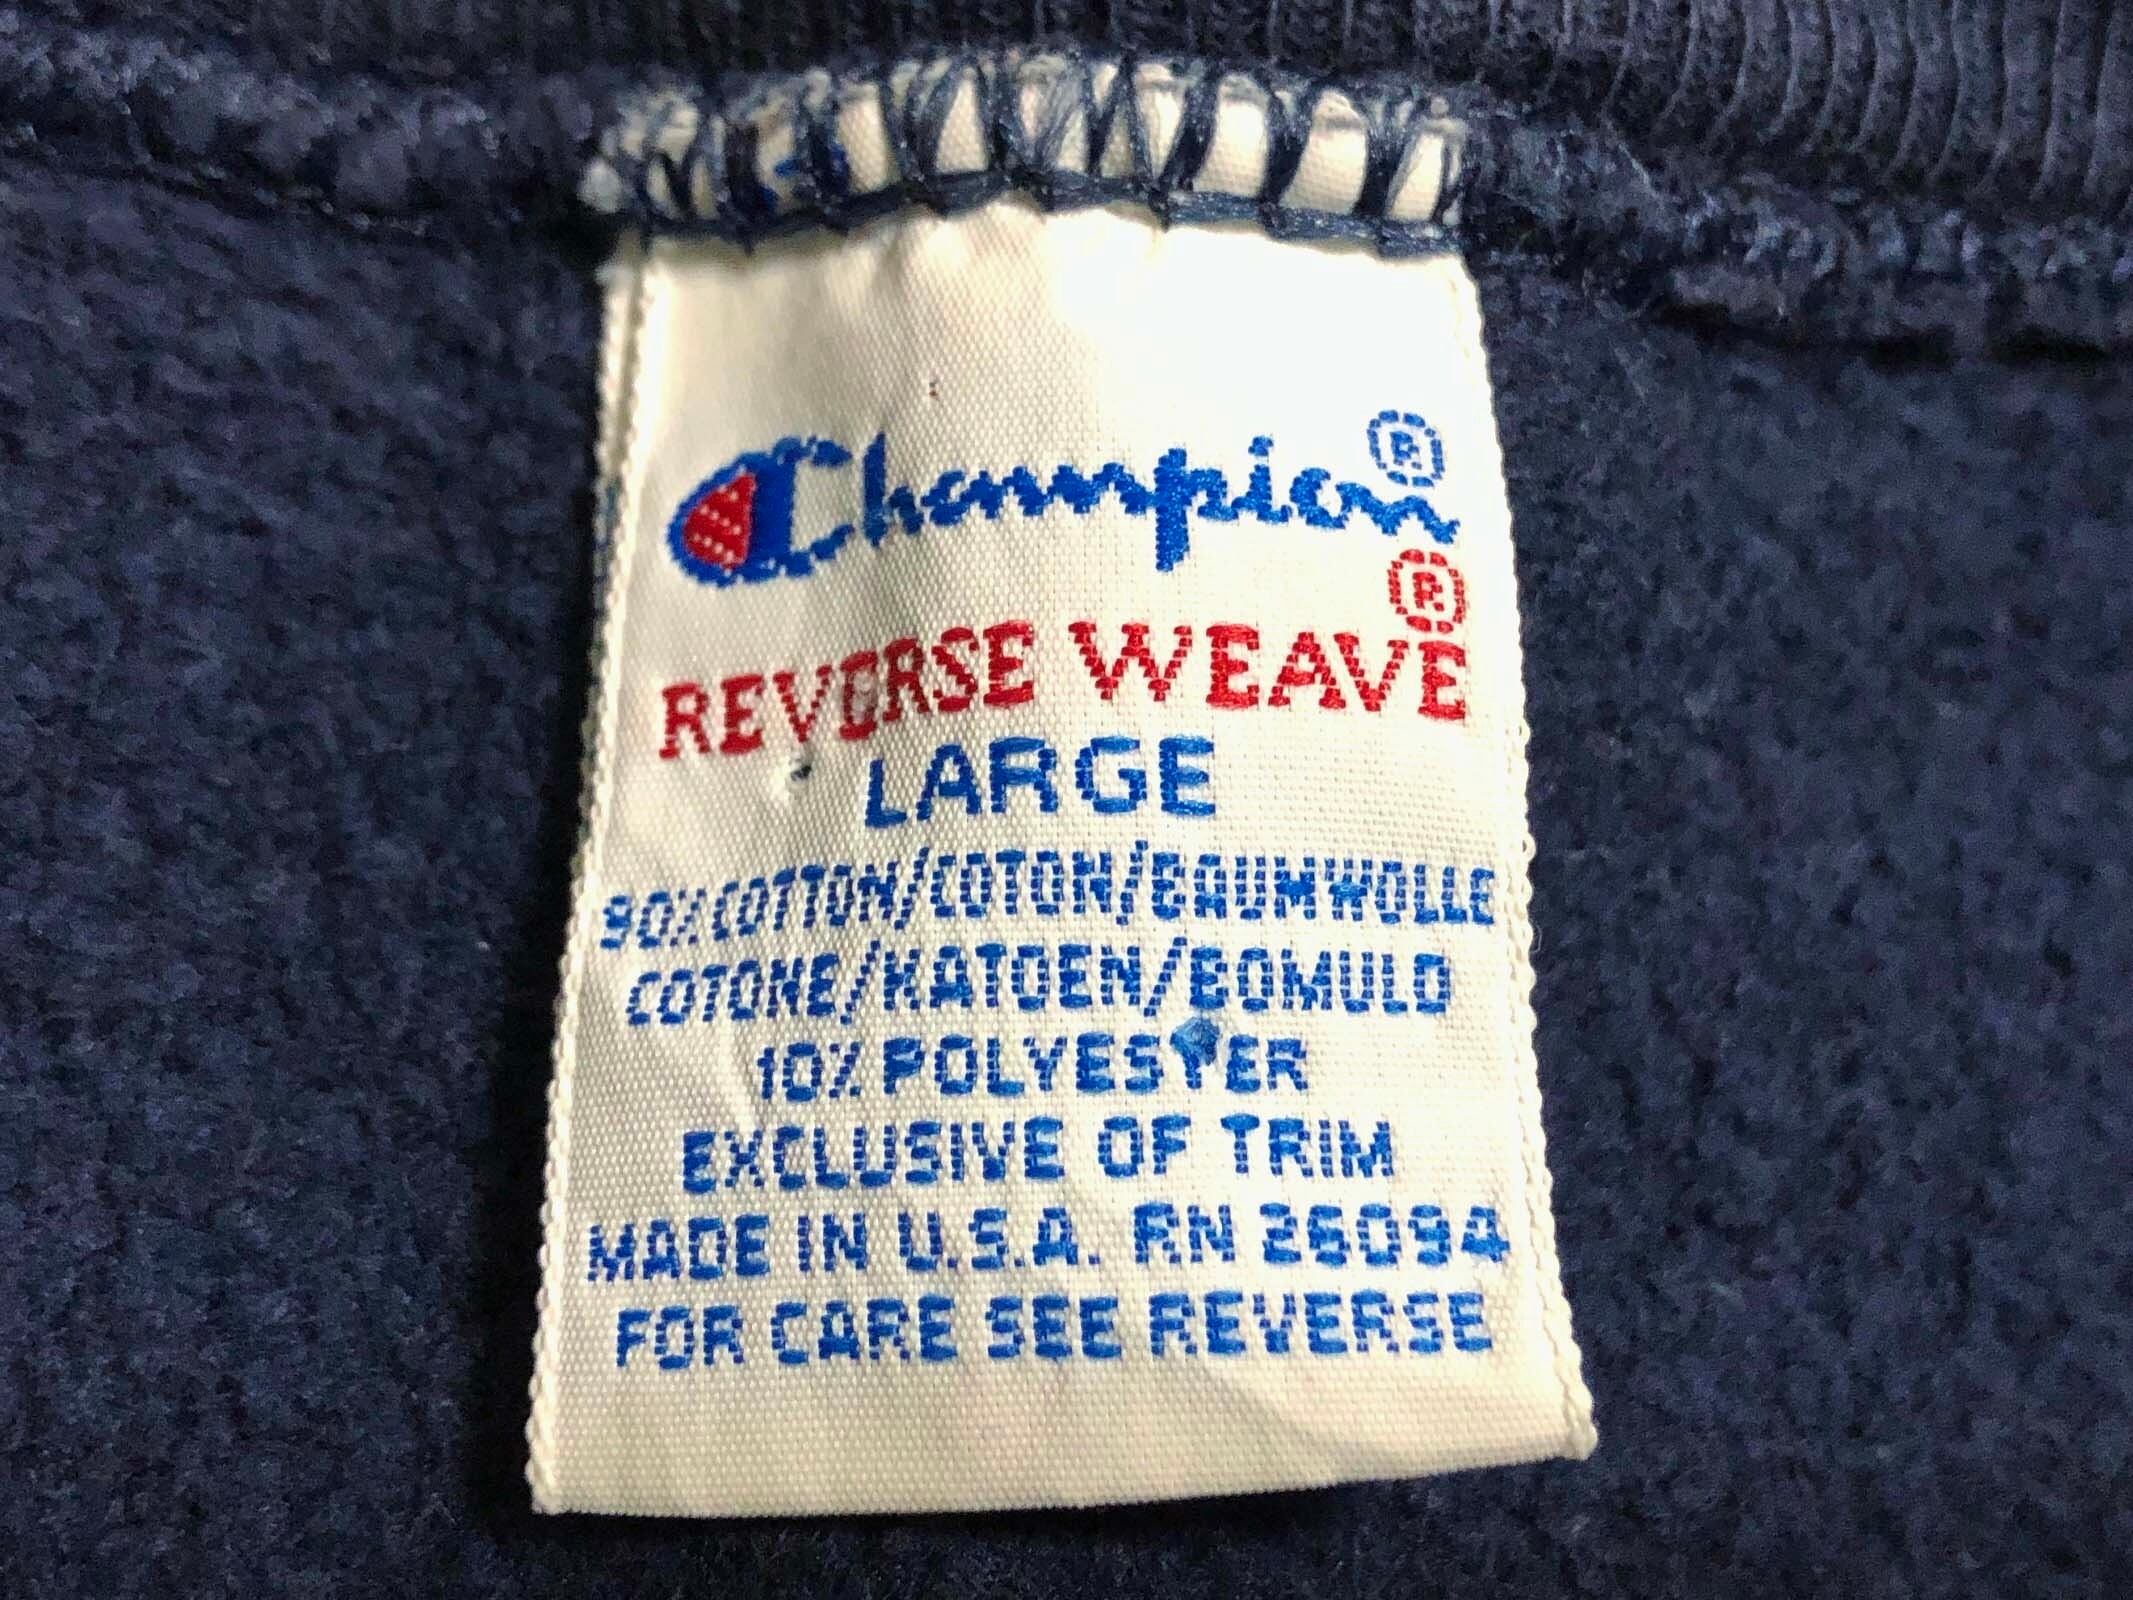 Champion®
REVERSE WEAVE®
LARGE
90% COTTON/COTON/BAUMWOLLE
COTONE/KATOEN/BOMULD
10% POLYESTER
EXCLUSIVE OF TRIM
MADE IN U.S.A. RN 26094
FOR CARE SEE REVERSE